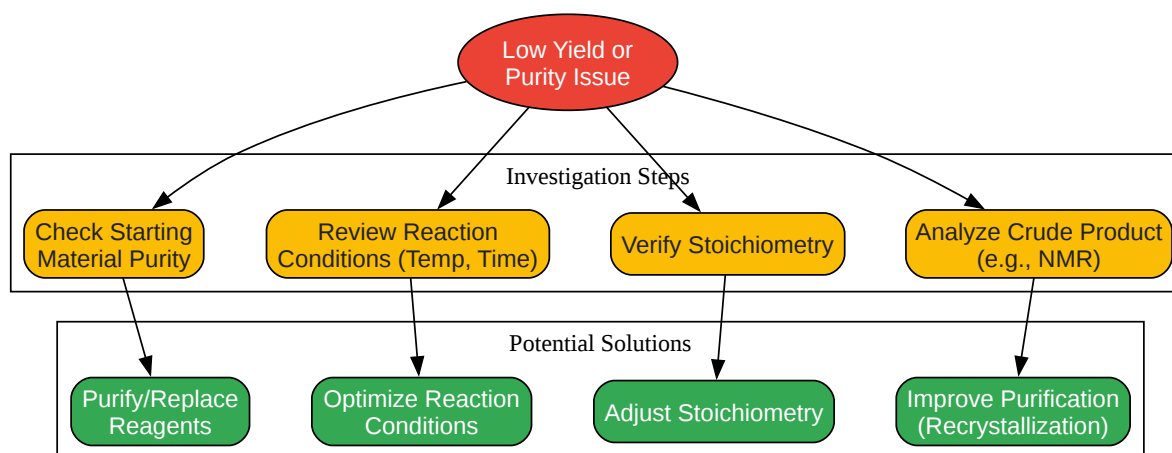 Low Yield or
Purity Issue
Investigation Steps
Check Starting
Material Purity
Review Reaction
Conditions (Temp, Time)
Verify Stoichiometry
Analyze Crude Product
(e.g., NMR)
Potential Solutions
Purify/Replace
Reagents
Optimize Reaction
Conditions
Adjust Stoichiometry
Improve Purification
(Recrystallization)